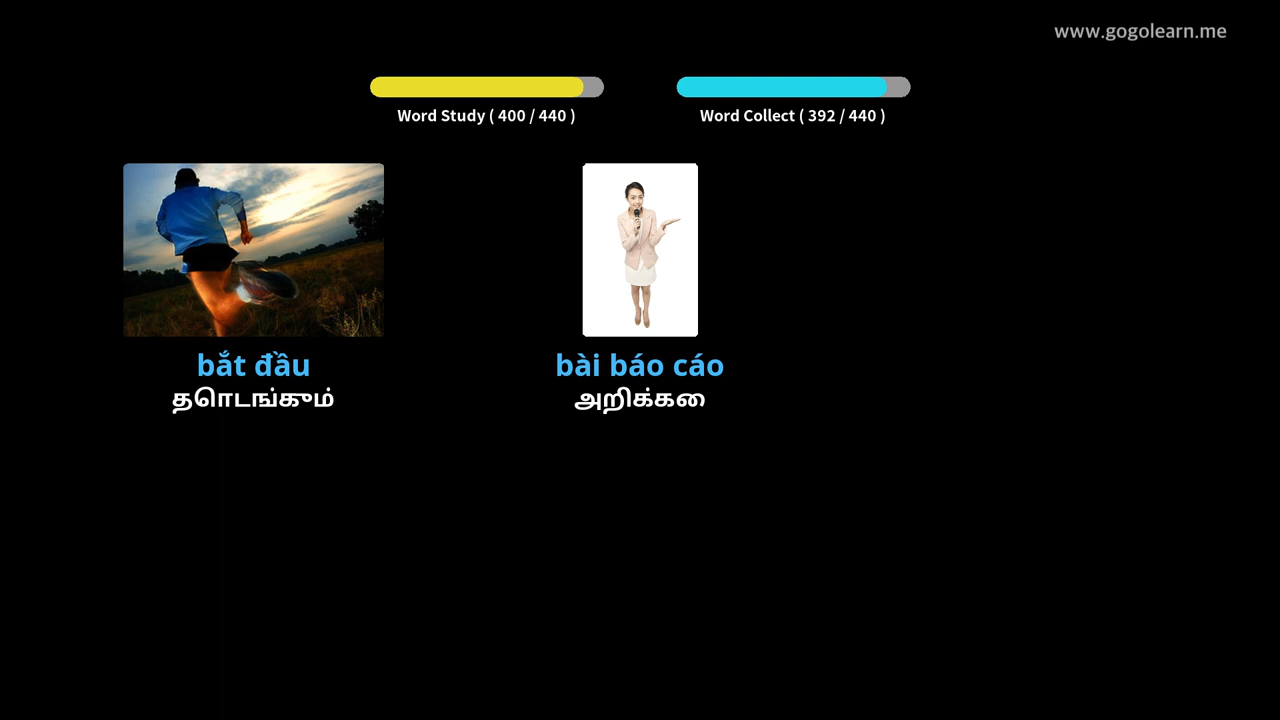 www.gogolearn.me
Word Study ( 400 / 440 )
Word Collect ( 392 / 440 )
bắt đầu
தொடங்கும்
bài báo cáo
அறிக்கை